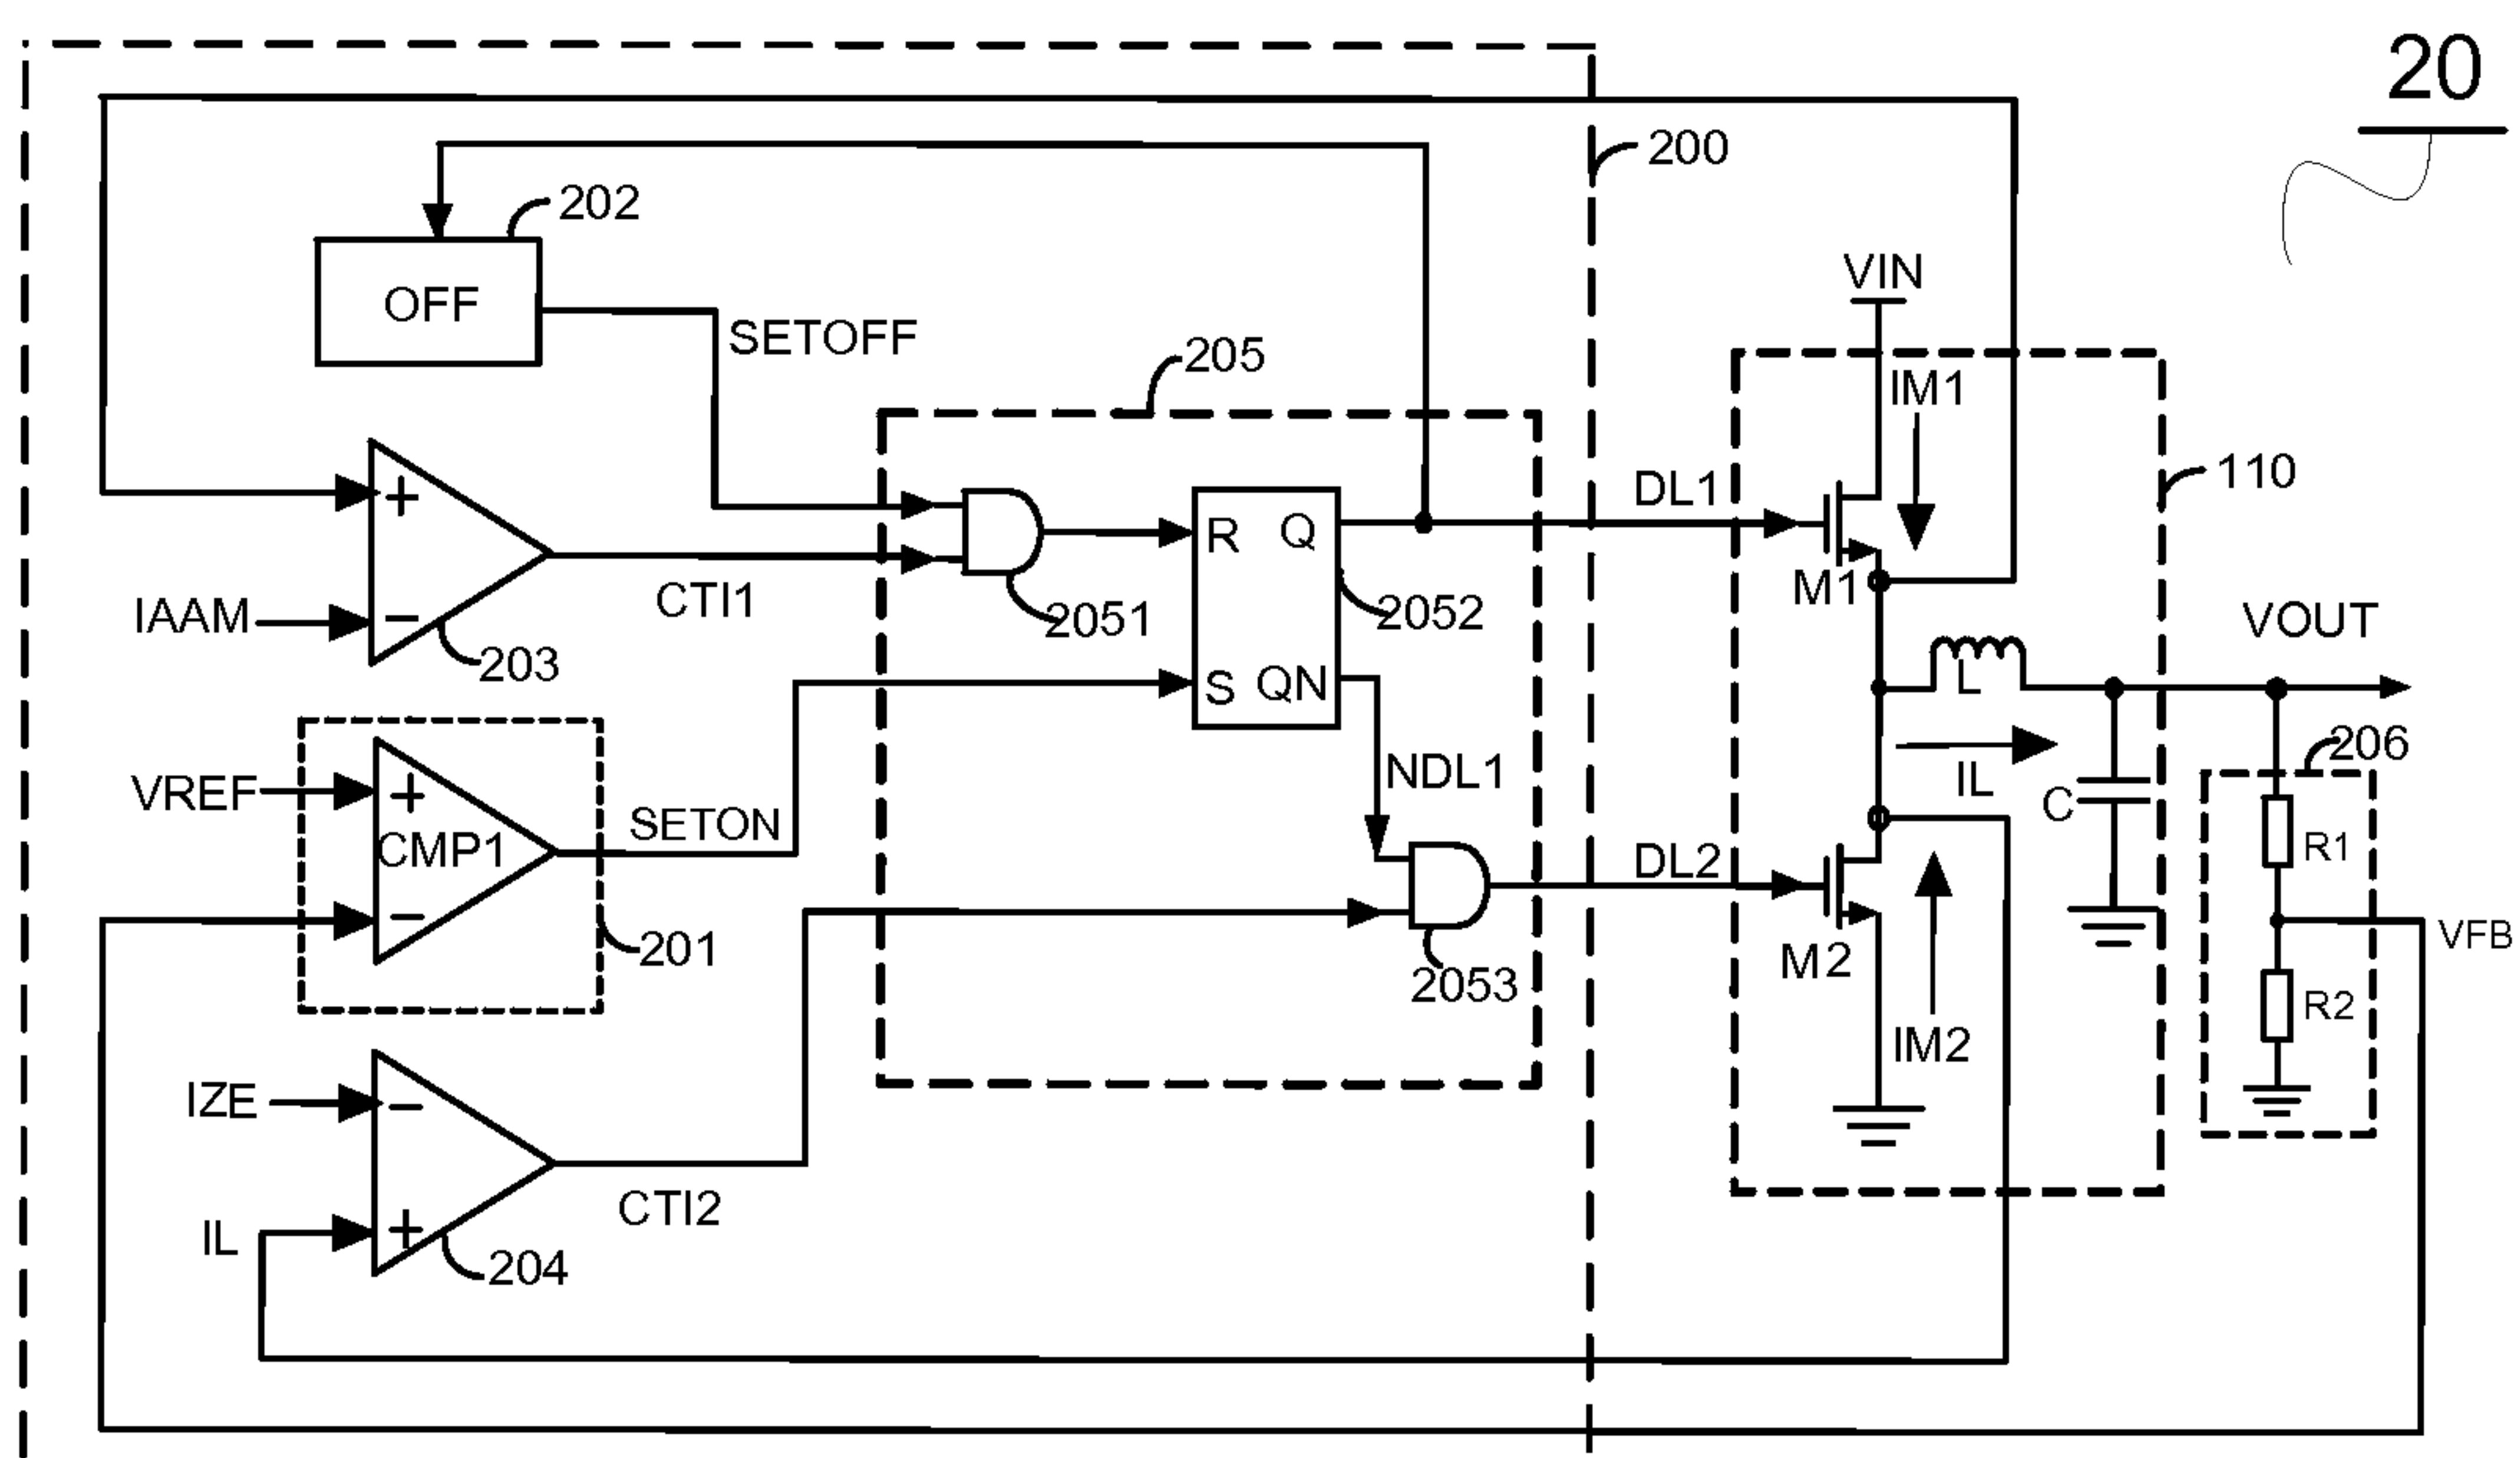 20
200
202
VIN
OFF
SETOFF
205
IM1
110
DL1
R
Q
+
M1
2051
2052
CTI1
IAAM
−
203
VOUT
S
QN
L
206
VREF
+
NDL1
IL
C
CMP1
SETON
R1
DL2
−
201
VFB
M2
2053
R2
IM2
IZE
−
CTI2
IL
+
204